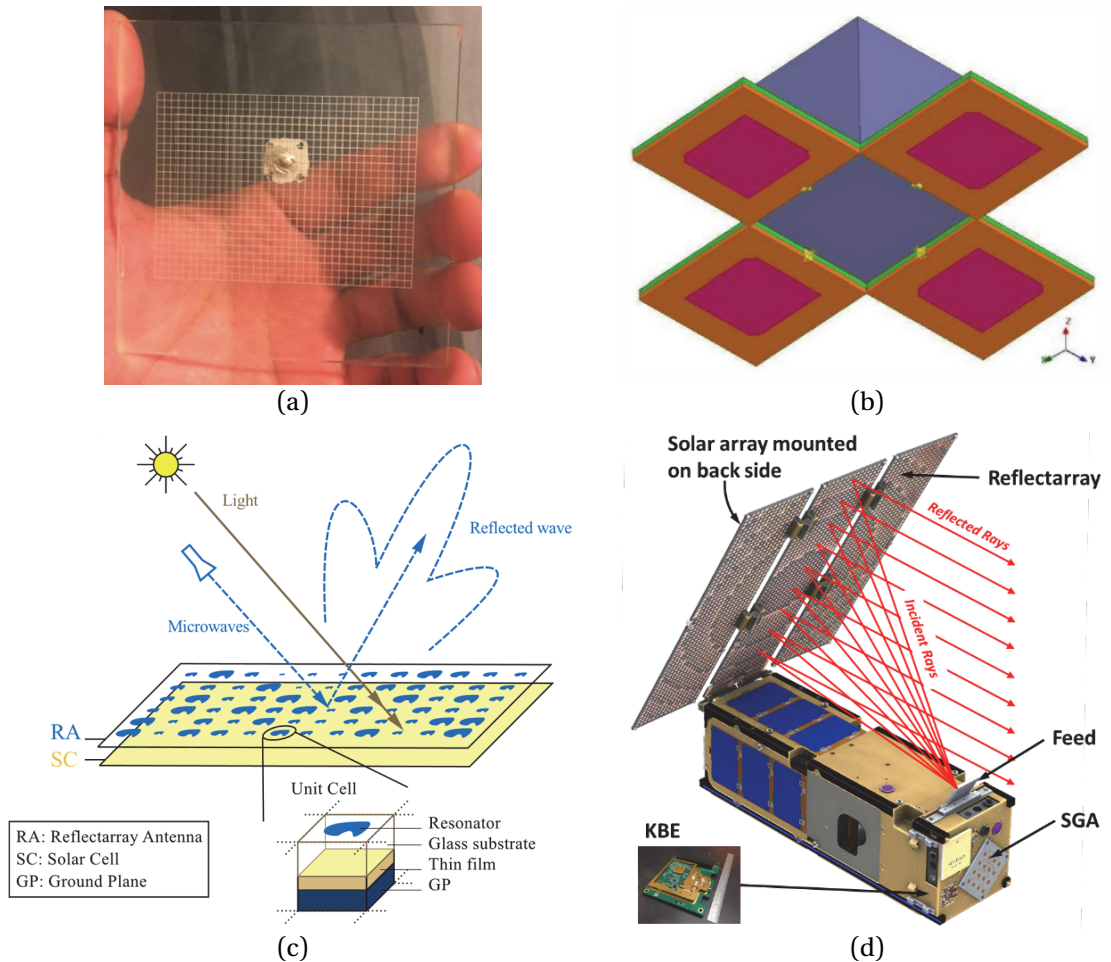 (a)
Z
X
Y
(b)
Light
Reflected wave
Microwaves
RA
SC
Unit Cell
Resonator
Glass substrate
Thin film
GP
RA: Reflectarray Antenna
SC: Solar Cell
GP: Ground Plane
(c)
Solar array mounted
on back side
Reflectarray
Reflected Rays
Incident Rays
Feed
SGA
KBE
(d)